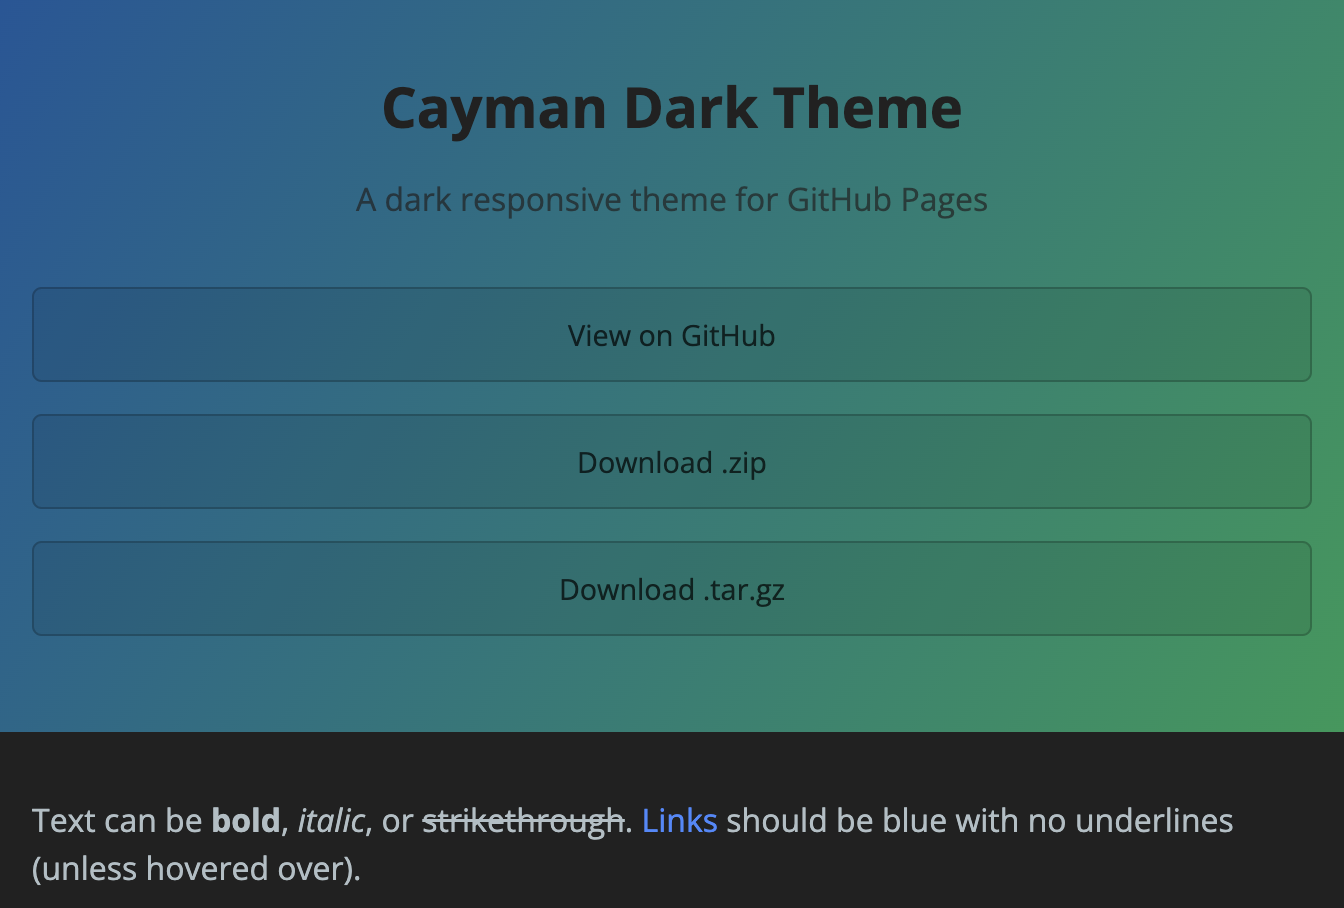 Cayman Dark Theme
A dark responsive theme for GitHub Pages
View on GitHub
Download .zip
Download .tar.gz
Text can be bold, italic, or strikethrough. Links should be blue with no underlines
(unless hovered over).